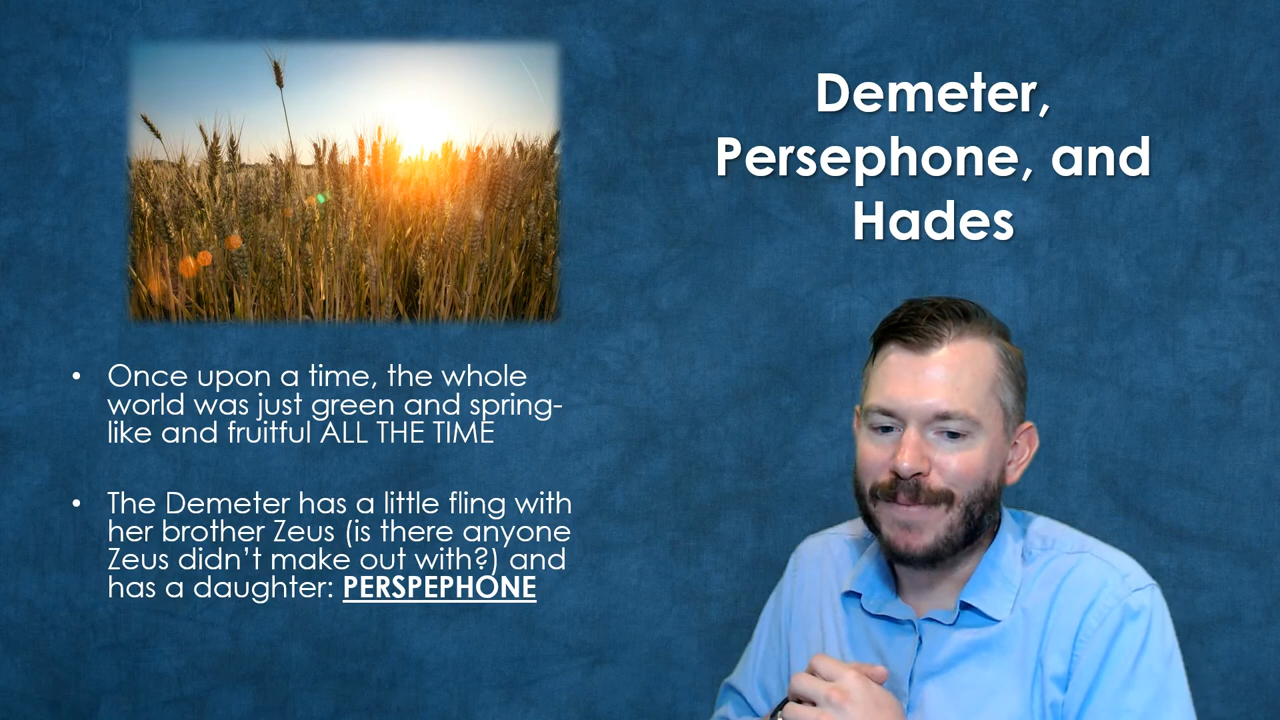 Demeter,
Persephone, and
Hades
• Once upon a time, the whole
world was just green and spring-
like and fruitful ALL THE TIME
• The Demeter has a little fling with
her brother Zeus (is there anyone
Zeus didn't make out with?) and
has a daughter: PERSPEPHONE